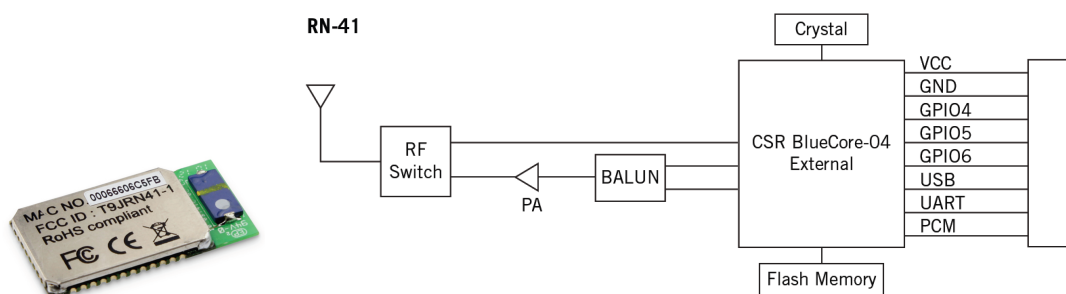 RN-41
MAC NO. 00066606C5FB
FCC ID : T9JRN41-1
RoHS compliant
FC CE
Crystal
RF
Switch
PA
BALUN
CSR BlueCore-04
External
Flash Memory
VCC
GND
GPIO4
GPIO5
GPIO6
USB
UART
PCM